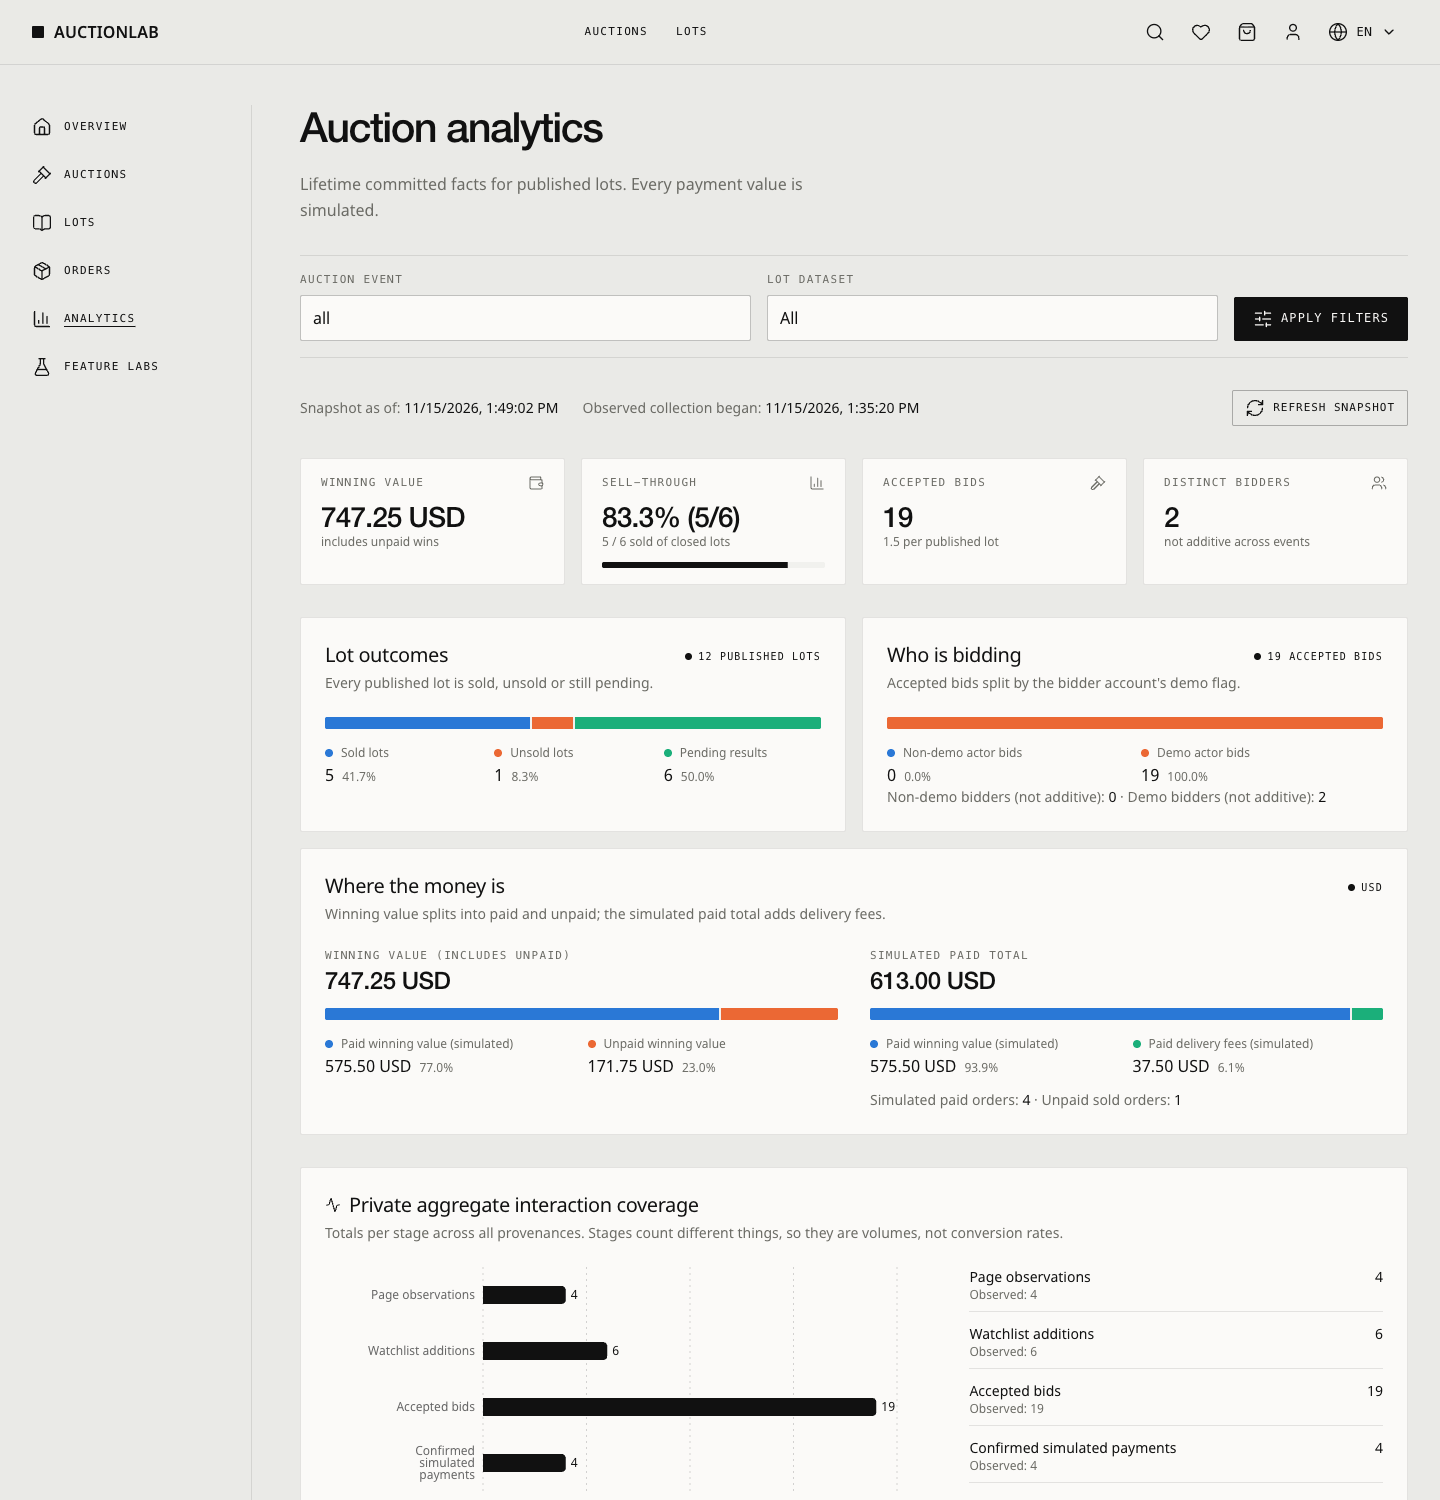 AUCTIONLAB
AUCTIONS
LOTS
EN
OVERVIEW
AUCTIONS
LOTS
ORDERS
ANALYTICS
FEATURE LABS
Auction analytics
Lifetime committed facts for published lots. Every payment value is
simulated.
AUCTION EVENT
all
LOT DATASET
All
APPLY FILTERS
Snapshot as of: 11/15/2026, 1:49:02 PM
Observed collection began: 11/15/2026, 1:35:20 PM
REFRESH SNAPSHOT
WINNING VALUE
747.25 USD
includes unpaid wins
SELL-THROUGH
83.3% (5/6)
5 / 6 sold of closed lots
ACCEPTED BIDS
19
1.5 per published lot
DISTINCT BIDDERS
2
not additive across events
Lot outcomes
12 PUBLISHED LOTS
Every published lot is sold, unsold or still pending.
Sold lots
5 41.7%
Unsold lots
1 8.3%
Pending results
6 50.0%
Who is bidding
19 ACCEPTED BIDS
Accepted bids split by the bidder account's demo flag.
Non-demo actor bids
0 0.0%
Demo actor bids
19 100.0%
Non-demo bidders (not additive): 0 · Demo bidders (not additive): 2
Where the money is
USD
Winning value splits into paid and unpaid; the simulated paid total adds delivery fees.
WINNING VALUE (INCLUDES UNPAID)
747.25 USD
Paid winning value (simulated)
575.50 USD 77.0%
Unpaid winning value
171.75 USD 23.0%
SIMULATED PAID TOTAL
613.00 USD
Paid winning value (simulated)
575.50 USD 93.9%
Paid delivery fees (simulated)
37.50 USD 6.1%
Simulated paid orders: 4 · Unpaid sold orders: 1
Private aggregate interaction coverage
Totals per stage across all provenances. Stages count different things, so they are volumes, not conversion rates.
Page observations
4
Watchlist additions
6
Accepted bids
19
Confirmed
simulated
payments
4
Page observations 4
Observed: 4
Watchlist additions 6
Observed: 6
Accepted bids 19
Observed: 19
Confirmed simulated payments 4
Observed: 4